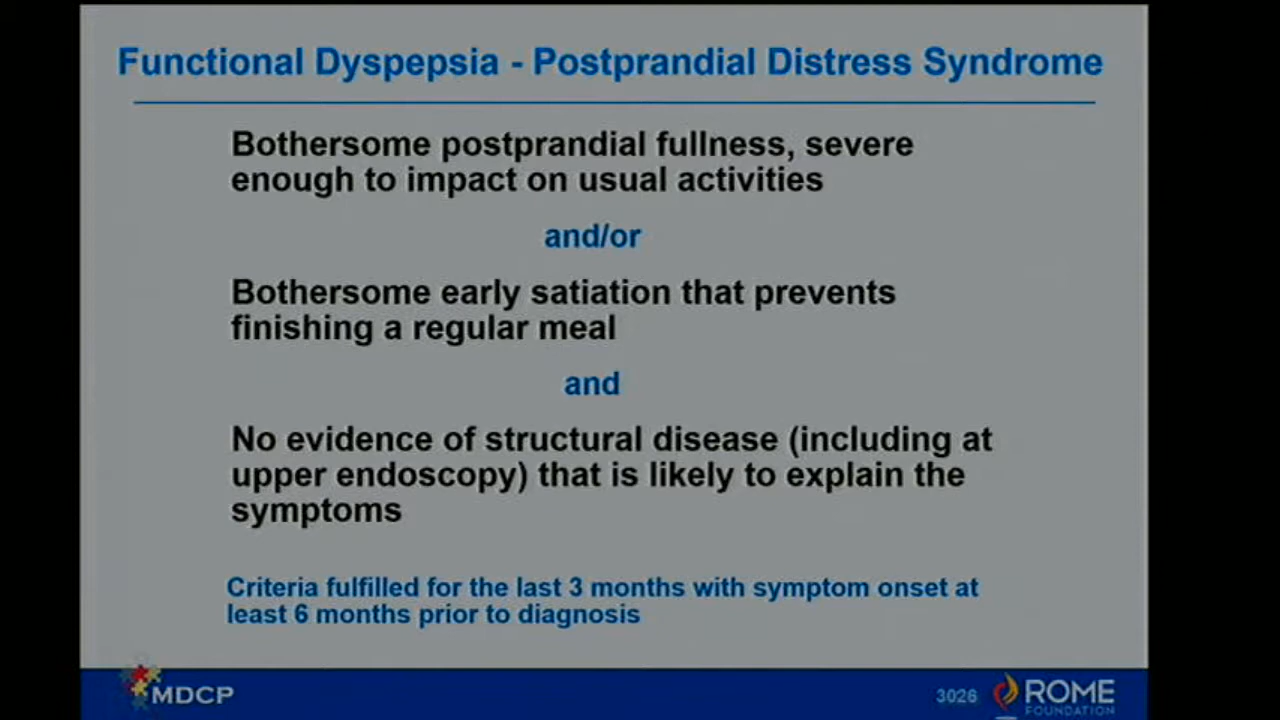 Functional Dyspepsia - Postprandial Distress Syndrome
Bothersome postprandial fullness, severe
enough to impact on usual activities
and/or
Bothersome early satiation that prevents
finishing a regular meal
and
No evidence of structural disease (including at
upper endoscopy) that is likely to explain the
symptoms
Criteria fulfilled for the last 3 months with symptom onset at
least 6 months prior to diagnosis
MDCP
3026
ROME
FOUNDATION